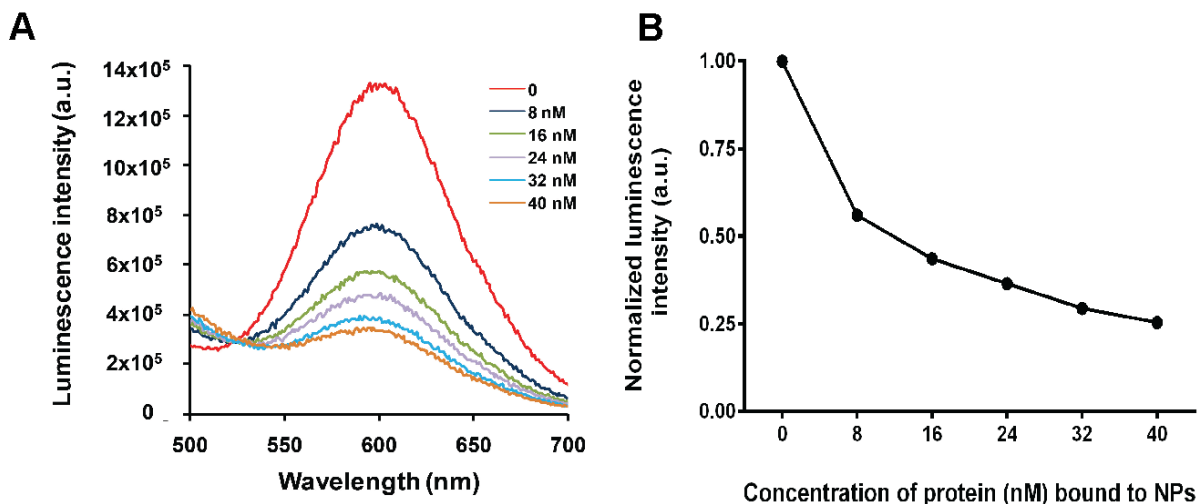 A
Luminescence intensity (a.u.)
14x10⁵
12x10⁵
10x10⁵
8x10⁵
6x10⁵
4x10⁵
2x10⁵
0
500
550
600
650
700
Wavelength (nm)
0
8 nM
16 nM
24 nM
32 nM
40 nM
B
Normalized luminescence
intensity (a.u.)
1.00
0.75
0.50
0.25
0.00
0
8
16
24
32
40
Concentration of protein (nM) bound to NPs